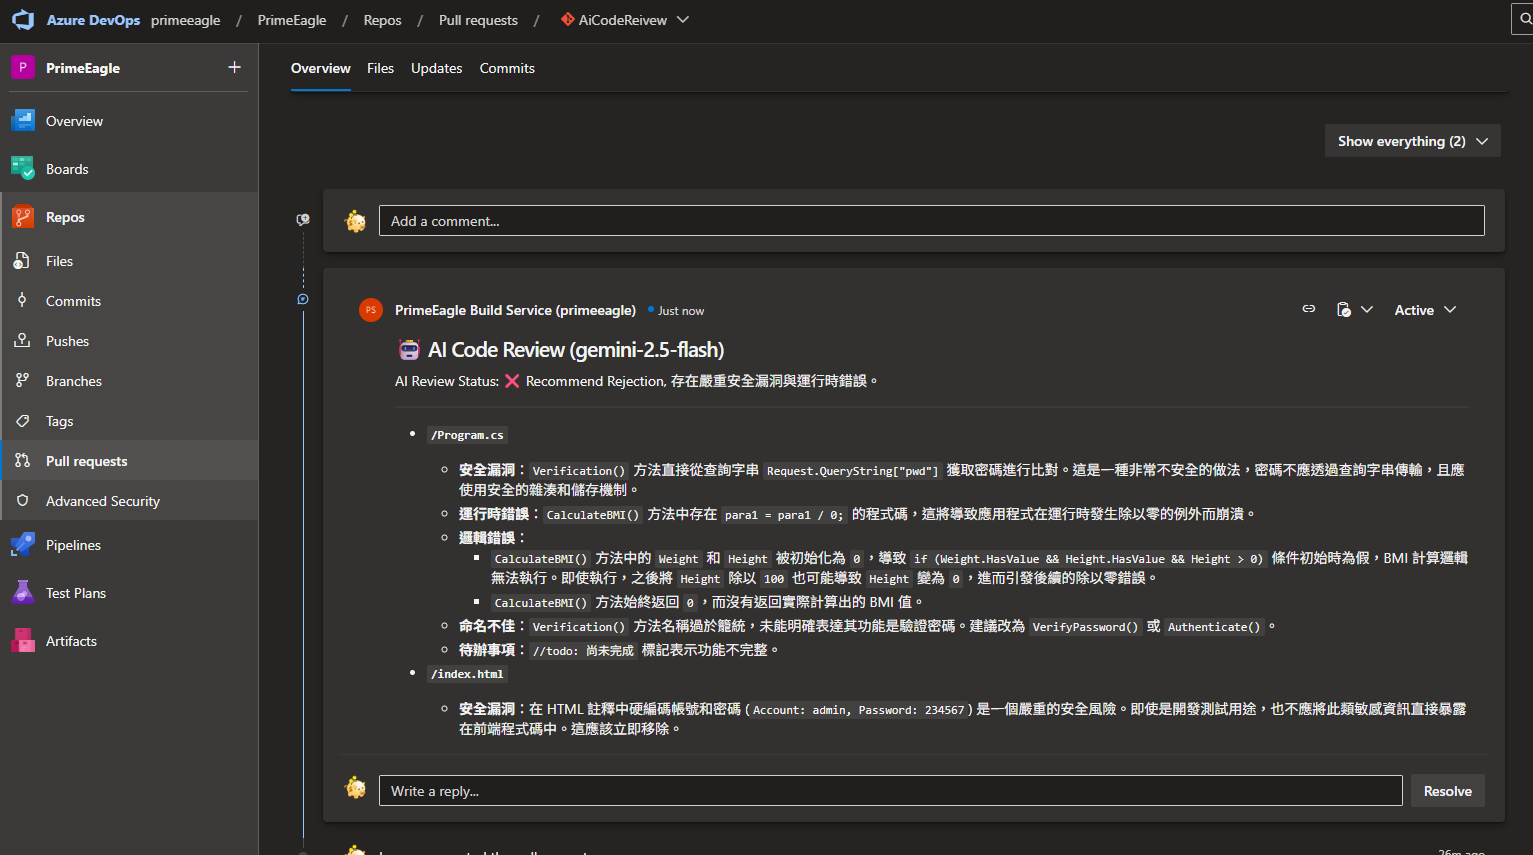 Azure DevOps primeeagle / PrimeEagle / Repos / Pull requests / AiCodeReivew
P PrimeEagle +
Overview
Boards
Repos
Files
Commits
Pushes
Branches
Tags
Pull requests
Advanced Security
Pipelines
Test Plans
Artifacts
Overview Files Updates Commits
Show everything (2)
Add a comment...
PS PrimeEagle Build Service (primeeagle) Just now Active
AI Code Review (gemini-2.5-flash)
AI Review Status: ❌ Recommend Rejection, 存在嚴重安全漏洞與運行時錯誤。
/Program.cs
安全漏洞：Verification() 方法直接從查詢字串 Request.QueryString["pwd"] 獲取密碼進行比對。這是一種非常不安全的做法，密碼不應透過查詢字串傳輸，且應
使用安全的雜湊和儲存機制。
運行時錯誤：CalculateBMI() 方法中存在 para1 = para1 / 0; 的程式碼，這將導致應用程式在運行時發生除以零的例外而崩潰。
邏輯錯誤：
CalculateBMI() 方法中的 Weight 和 Height 被初始化為 0，導致 if (Weight.HasValue && Height.HasValue && Height > 0) 條件初始時為假，BMI 計算邏輯
無法執行。即使執行，之後將 Height 除以 100 也可能導致 Height 變為 0，進而引發後續的除以零錯誤。
CalculateBMI() 方法始終返回 0，而沒有返回實際計算出的 BMI 值。
命名不佳：Verification() 方法名稱過於籠統，未能明確表達其功能是驗證密碼。建議改為 VerifyPassword() 或 Authenticate()。
待辦事項：//todo: 尚未完成 標記表示功能不完整。
/index.html
安全漏洞：在 HTML 註釋中硬編碼帳號和密碼 (Account: admin, Password: 234567) 是一個嚴重的安全風險。即使是開發測試用途，也不應將此類敏感資訊直接暴露
在前端程式碼中。這應該立即移除。
Write a reply...
Resolve